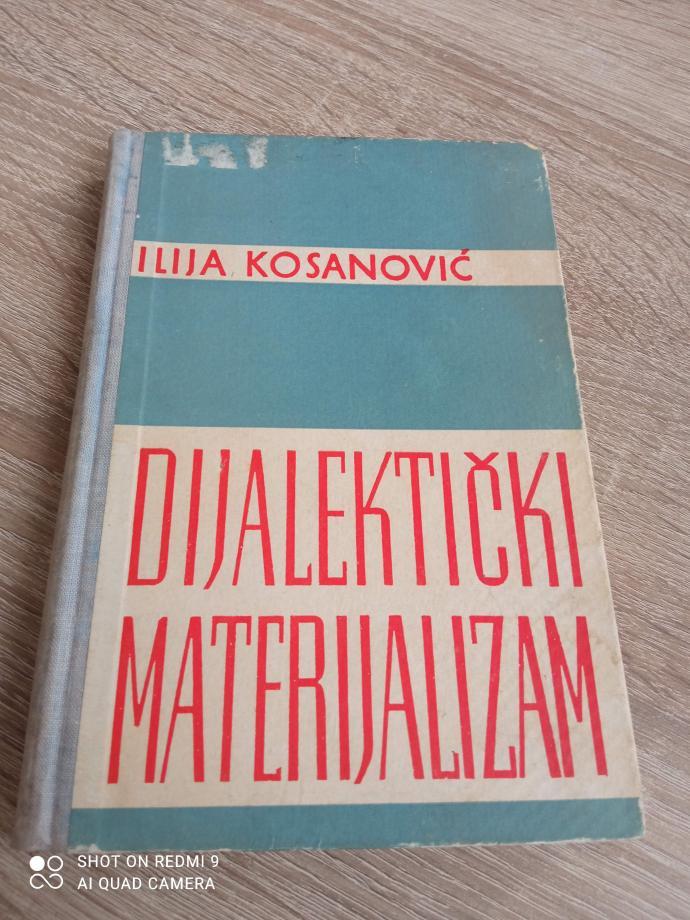 ILIJA KOSANOVIĆ
DIJALEKTIČKI
MATERIJALIZAM
SHOT ON REDMI 9
AI QUAD CAMERA